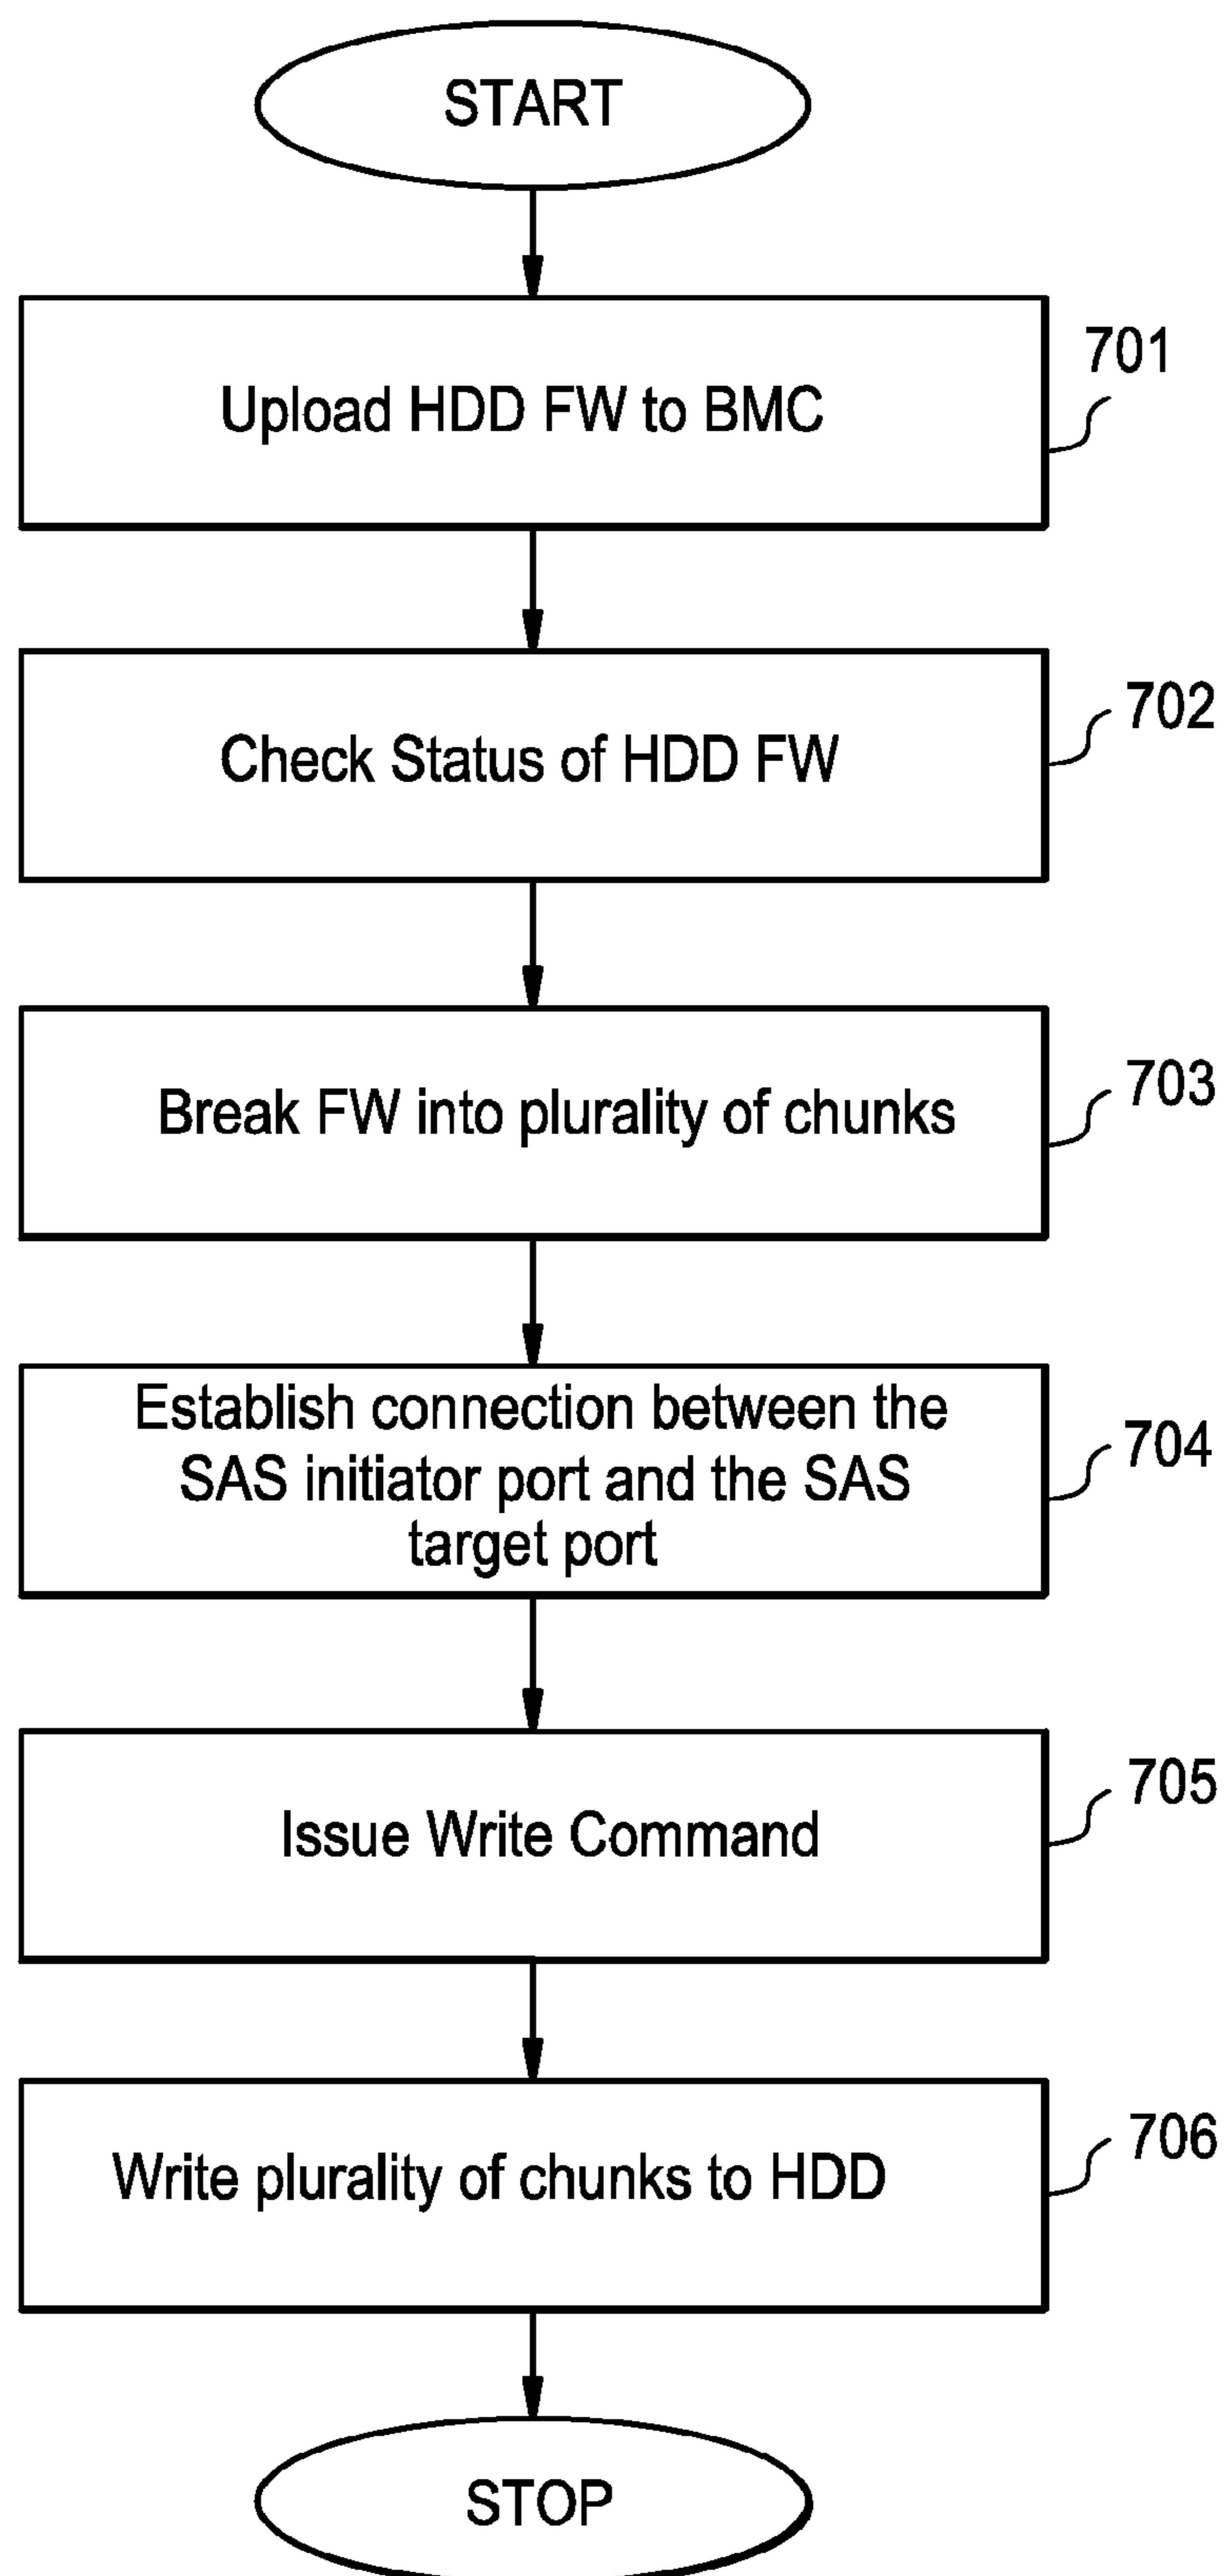 START
Upload HDD FW to BMC
701
Check Status of HDD FW
702
Break FW into plurality of chunks
703
Establish connection between the
SAS initiator port and the SAS
target port
704
Issue Write Command
705
Write plurality of chunks to HDD
706
STOP